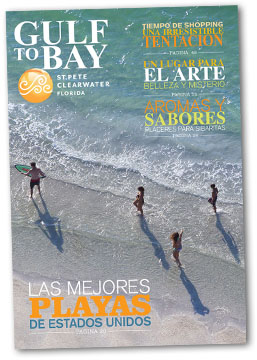 GULF
TO BAY
ST.PETE
CLEARWATER
FLORIDA
TIEMPO DE SHOPPING
UNA IRRESISTIBLE
TENTACIÓN
UN LUGAR PARA
EL ARTE
BELLEZA Y MISTERIO
AROMAS Y
SABORES
PLACERES PARA SIBARITAS
LAS MEJORES
PLAYAS
DE ESTADOS UNIDOS